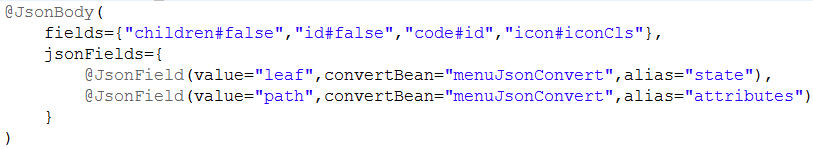 @JsonBody(
    fields={"children#false","id#false","code#id","icon#iconCls"},
    jsonFields={
        @JsonField(value="leaf",convertBean="menuJsonConvert",alias="state"),
        @JsonField(value="path",convertBean="menuJsonConvert",alias="attributes")
    }
)